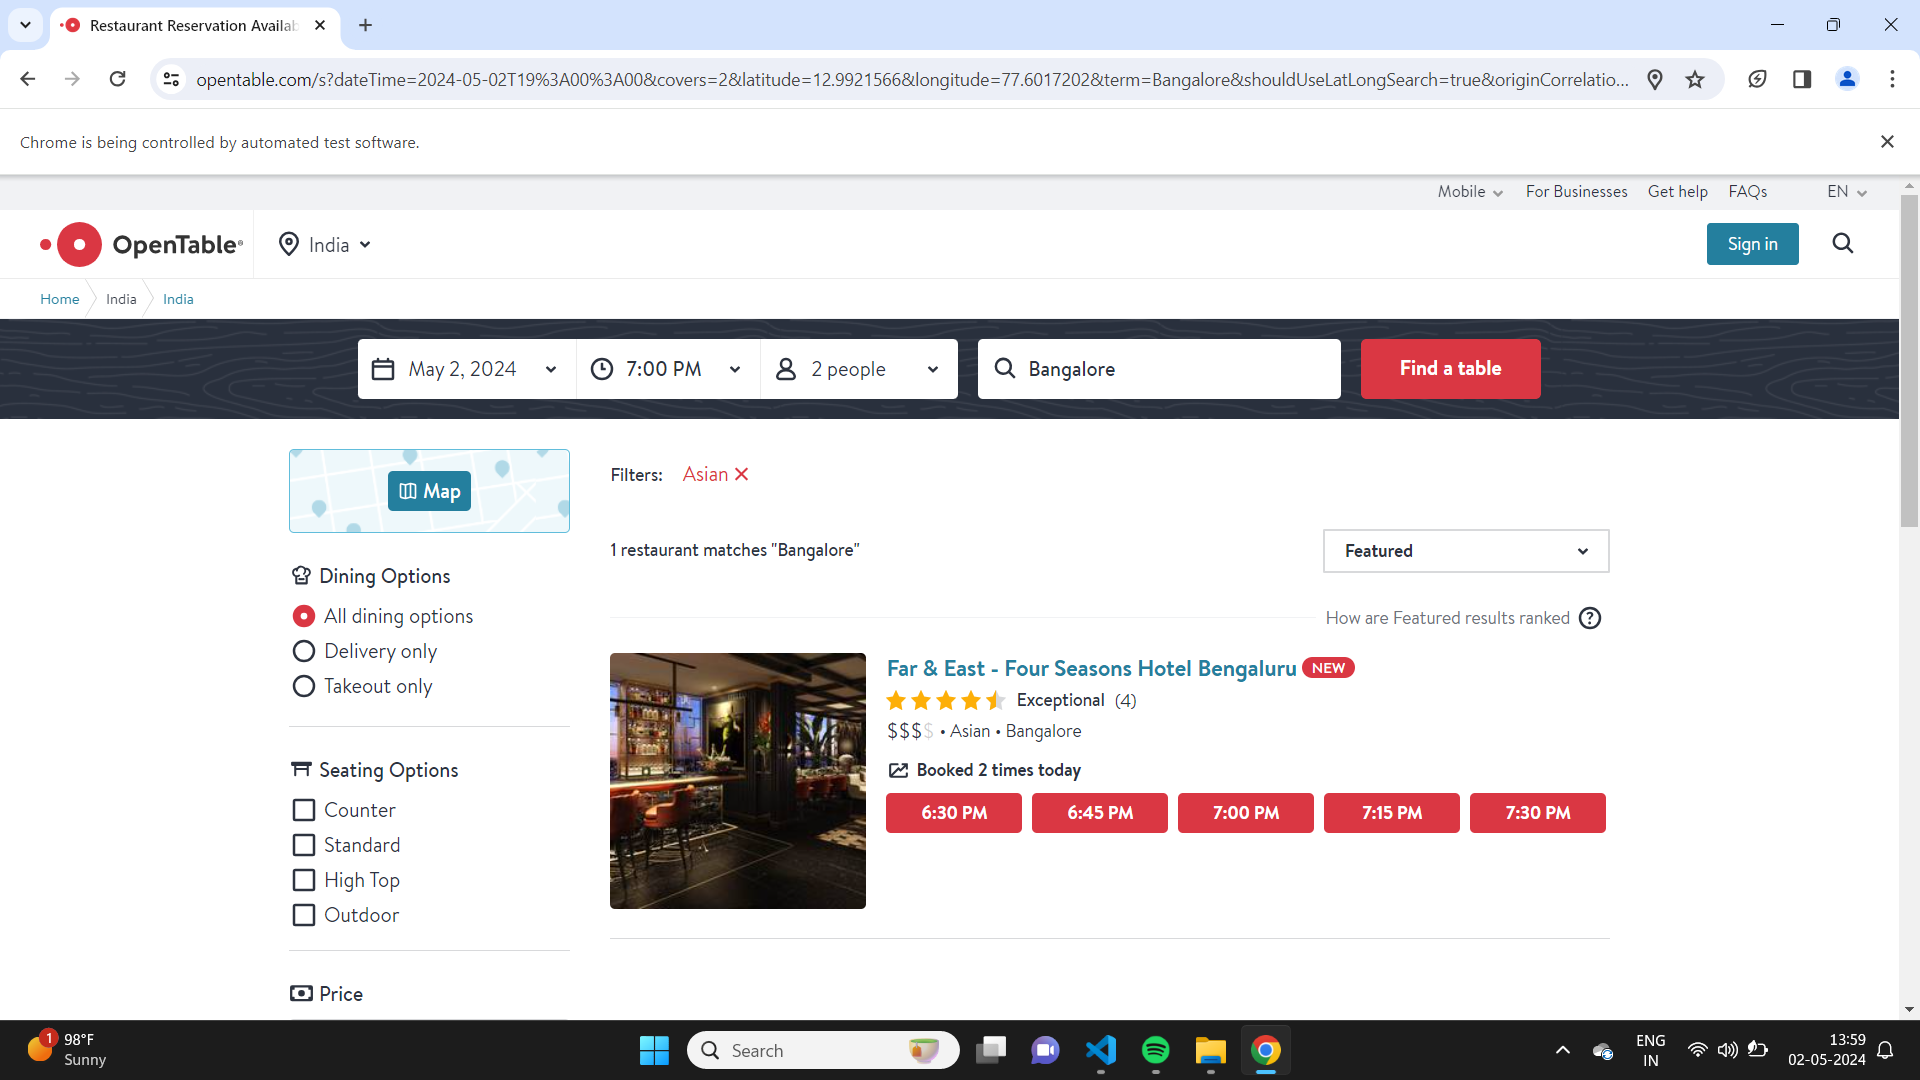 Restaurant Reservation Availab
opentable.com/s?dateTime=2024-05-02T19%3A00%3A00&covers=2&latitude=12.9921566&longitude=77.6017202&term=Bangalore&shouldUseLatLongSearch=true&originCorrelatio...
Chrome is being controlled by automated test software.
Mobile For Businesses Get help FAQs EN
OpenTable® India Sign in
Home India India
May 2, 2024 7:00 PM 2 people Bangalore Find a table
Map
Filters: Asian
1 restaurant matches "Bangalore" Featured
Dining Options
All dining options
Delivery only
Takeout only
How are Featured results ranked
Far & East - Four Seasons Hotel Bengaluru NEW
Exceptional (4)
$$$$ • Asian • Bangalore
Booked 2 times today
6:30 PM 6:45 PM 7:00 PM 7:15 PM 7:30 PM
Seating Options
Counter
Standard
High Top
Outdoor
Price
1
98°F
Sunny
Search
ENG
IN
13:59
02-05-2024